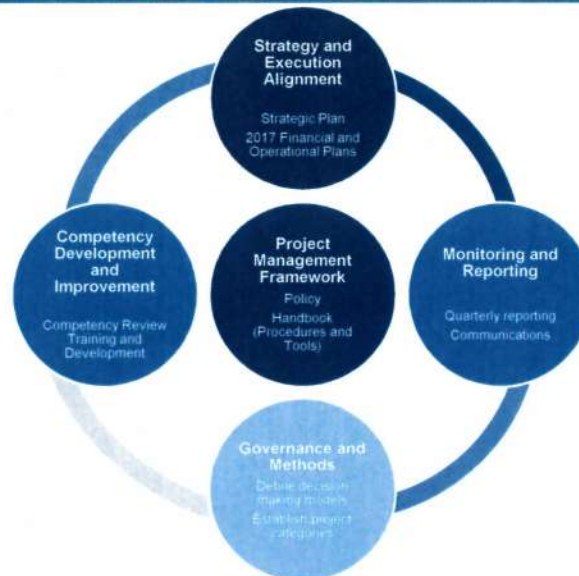 Strategy and
Execution
Alignment
Strategic Plan
2017 Financial and
Operational Plans
Competency
Development
and
Improvement
Competency Review
Training and
Development
Project
Management
Framework
Policy
Handbook
(Procedures and
Tools)
Monitoring and
Reporting
Quarterly reporting
Communications
Governance and
Methods
Define decision
making models
Establish project
categories